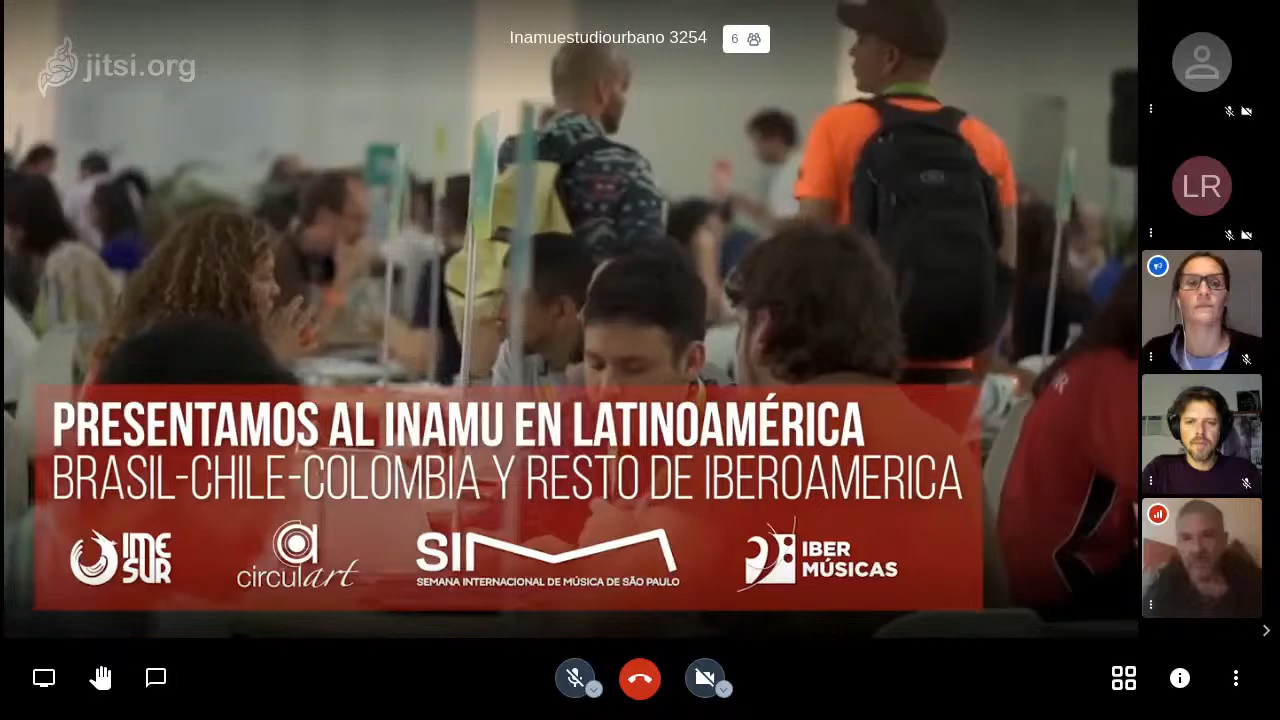 jitsi.org
Inamuestudiourbano 3254
6
LR
PRESENTAMOS AL INAMU EN LATINOAMÉRICA
BRASIL-CHILE-COLOMBIA Y RESTO DE IBEROAMERICA
IME
SUR
circulart
SIM
SEMANA INTERNACIONAL DE MÚSICA DE SÃO PAULO
IBER
MÚSICAS